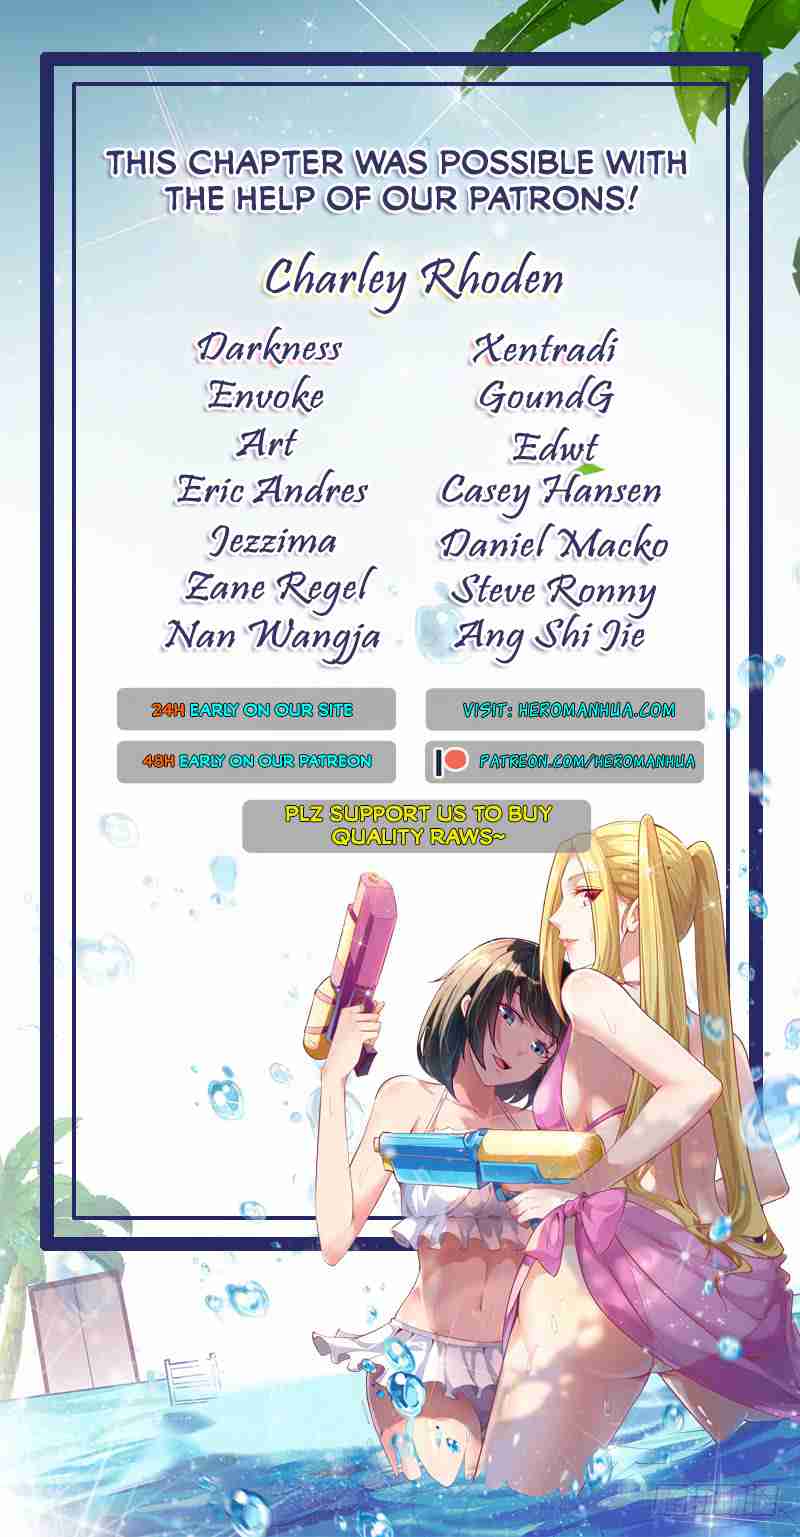 THIS CHAPTER WAS POSSIBLE WITH
THE HELP OF OUR PATRONS!
Charley Rhoden
Darkness
Xentradi
Envoke
GoundG
Art
Edwt
Eric Andres
Casey Hansen
Jezzima
Daniel Macko
Zane Regel
Steve Ronny
Nan Wangja
Ang Shi Jie
24H EARLY ON OUR SITE
VISIT: HEROMANHUA.COM
48H EARLY ON OUR PATREON
PATREON.COM/HEROMANHUA
PLZ SUPPORT US TO BUY
QUALITY RAWS~